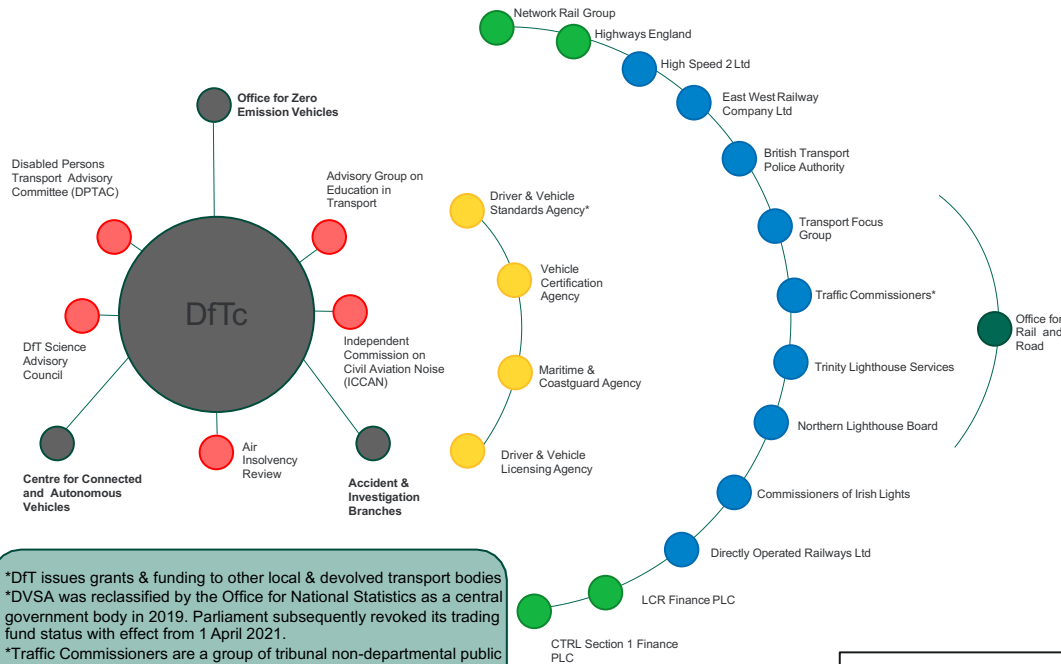 Network Rail Group
Highways England
High Speed 2 Ltd
East West Railway
Company Ltd
British Transport
Police Authority
Transport Focus
Group
Traffic Commissioners*
Trinity Lighthouse Services
Northern Lighthouse Board
Commissioners of Irish Lights
Directly Operated Railways Ltd
LCR Finance PLC
CTRL Section 1 Finance
PLC
Office for Zero
Emission Vehicles
Disabled Persons
Transport Advisory
Committee (DPTAC)
Advisory Group on
Education in
Transport
DfTc
DfT Science
Advisory
Council
Independent
Commission on
Civil Aviation Noise
(ICCAN)
Centre for Connected
and Autonomous
Vehicles
Air
Insolvency
Review
Accident &
Investigation
Branches
Driver & Vehicle
Standards Agency*
Vehicle
Certification
Agency
Maritime &
Coastguard Agency
Driver & Vehicle
Licensing Agency
Office for
Rail and
Road
*DfT issues grants & funding to other local & devolved transport bodies
*DVSA was reclassified by the Office for National Statistics as a central
government body in 2019. Parliament subsequently revoked its trading
fund status with effect from 1 April 2021.
*Traffic Commissioners are a group of tribunal non-departmental public